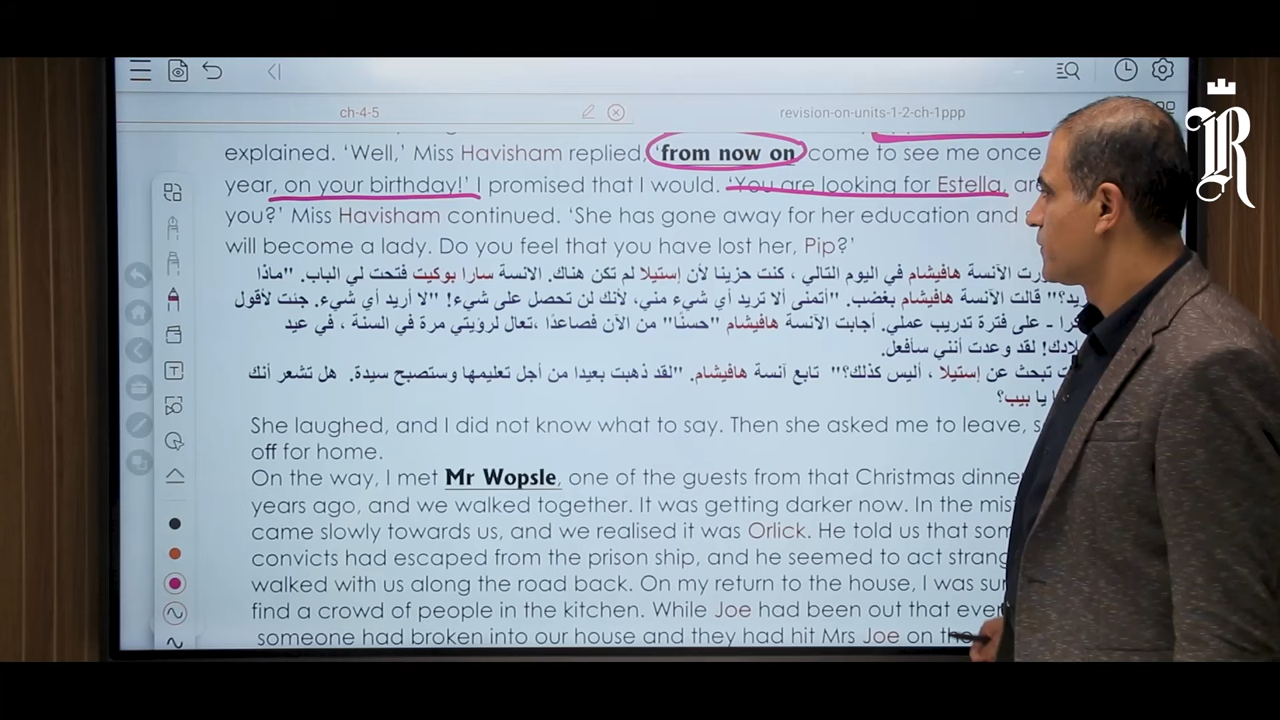 ch-4-5
revision-on-units-1-2-ch-1ppp
R
explained. ‘Well,’ Miss Havisham replied, ‘from now on come to see me once
year, on your birthday!’ I promised that I would. ‘You are looking for Estella, are
you?’ Miss Havisham continued. ‘She has gone away for her education and
will become a lady. Do you feel that you have lost her, Pip?’
رت الآنسة هافيشام في اليوم التالي ، كنت حزينا لأن إستيلا لم تكن هناك. الانسة سارا بوكيت فتحت لي الباب. "ماذا
ريد؟" قالت الآنسة هافيشام بغضب. "أتمنى ألا تريد أي شيء مني، لأنك لن تحصل على شيء! "لا أريد أي شيء. جئت لأقول
كرا - على فترة تدريب عملي. أجابت الآنسة هافيشام "حسنًا" من الآن فصاعدًا ،تعال لرؤيتي مرة في السنة ، في عيد
لادك! لقد وعدت أنني سأفعل.
ت تبحث عن إستيلا ، أليس كذلك؟" تابع آنسة هافيشام. "لقد ذهبت بعيدا من أجل تعليمها وستصبح سيدة. هل تشعر أنك
ا يا بيب؟
She laughed, and I did not know what to say. Then she asked me to leave, s
off for home.
On the way, I met Mr Wopsle, one of the guests from that Christmas dinne
years ago, and we walked together. It was getting darker now. In the mist
came slowly towards us, and we realised it was Orlick. He told us that som
convicts had escaped from the prison ship, and he seemed to act strang
walked with us along the road back. On my return to the house, I was sur
find a crowd of people in the kitchen. While Joe had been out that eve
someone had broken into our house and they had hit Mrs Joe on the